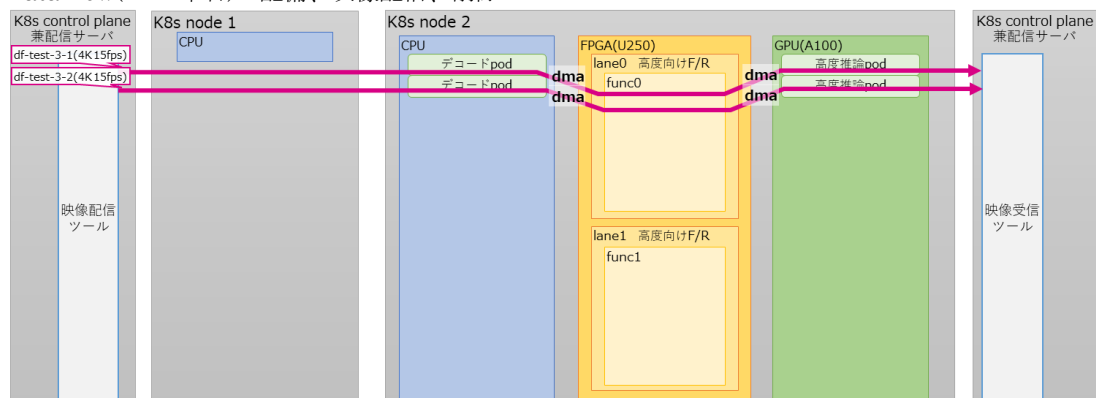 K8s control plane
兼配信サーバ
df-test-3-1(4K15fps)
df-test-3-2(4K15fps)
映像配信
ツール
K8s node 1
CPU
K8s node 2
CPU
デコードpod
デコードpod
dma
dma
FPGA(U250)
lane0 高度向けF/R
func0
lane1 高度向けF/R
func1
dma
dma
GPU(A100)
高度推論pod
高度推論pod
K8s control plane
兼配信サーバ
映像受信
ツール